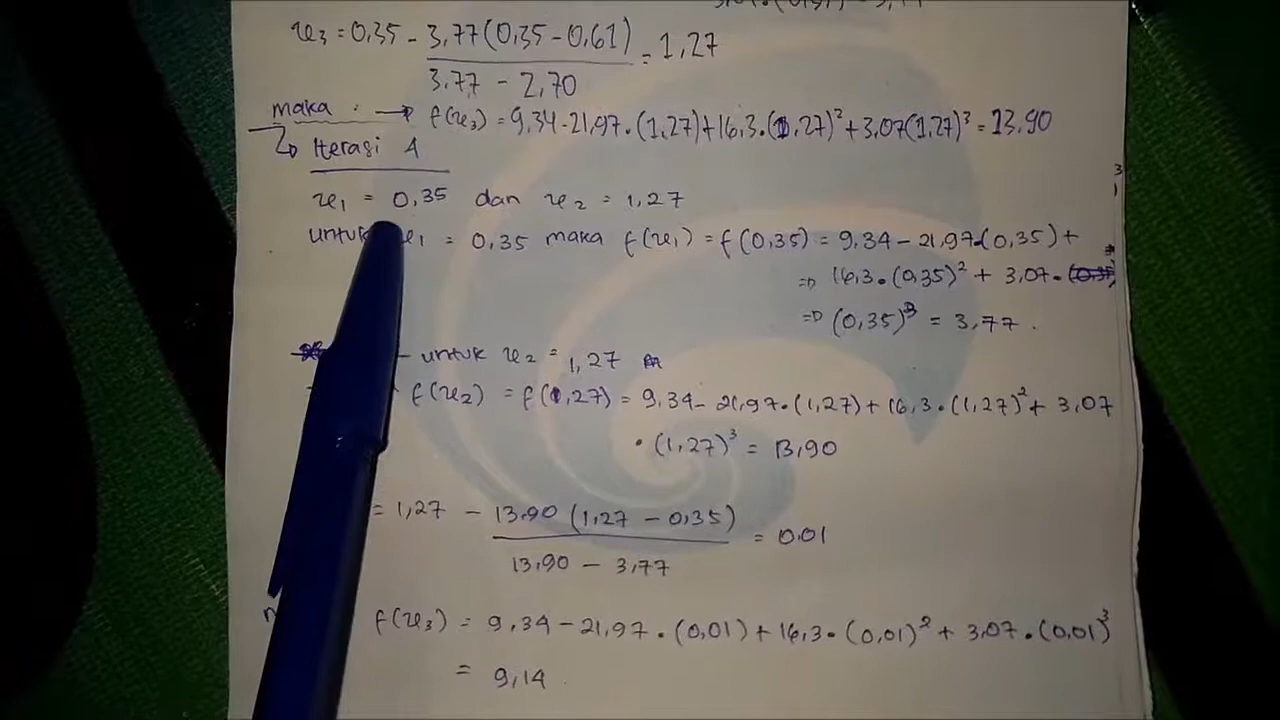 x3 = 0,35 - 3,77(0,35 - 0,61) / 3,77 - 2,70 = 1,27
maka : → f(x3) = 9,34 - 21,97 . (1,27) + 16,3 . (1,27)² + 3,07(1,27)³ = 13,90
↳ Iterasi 4
x1 = 0,35 dan x2 = 1,27
untuk x1 = 0,35 maka f(x1) = f(0,35) = 9,34 - 21,97(0,35) +
⇒ 16,3 . (0,35)² + 3,07 .
⇒ (0,35)³ = 3,77 .
- untuk x2 = 1,27
f(x2) = f(1,27) = 9,34 - 21,97 . (1,27) + 16,3 . (1,27)² + 3,07
. (1,27)³ = 13,90
= 1,27 - 13,90 (1,27 - 0,35) / 13,90 - 3,77 = 0,01
f(x3) = 9,34 - 21,97 . (0,01) + 16,3 . (0,01)² + 3,07 . (0,01)³
= 9,14